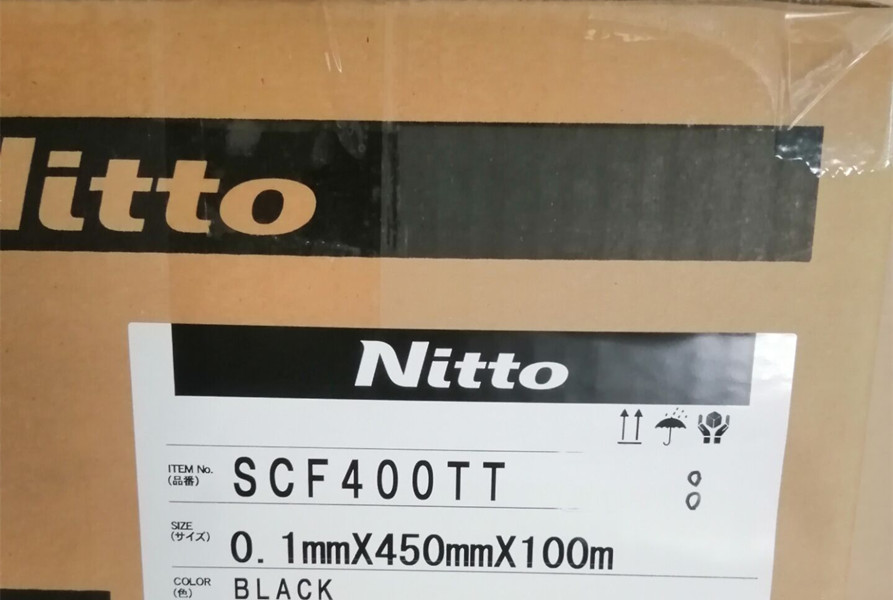 Nitto
Nitto
ITEM No.
(品番)
SCF400TT
SIZE
(サイズ)
0.1mmX450mmX100m
COLOR
(色)
BLACK